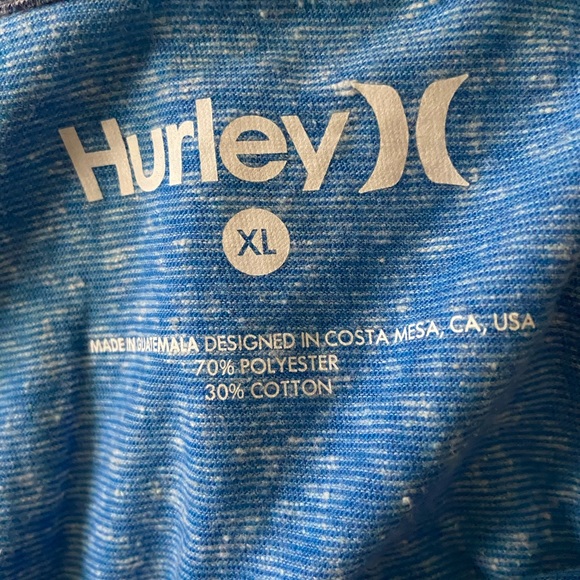 Hurley
XL
MADE IN GUATEMALA DESIGNED IN COSTA MESA, CA, USA
70% POLYESTER
30% COTTON